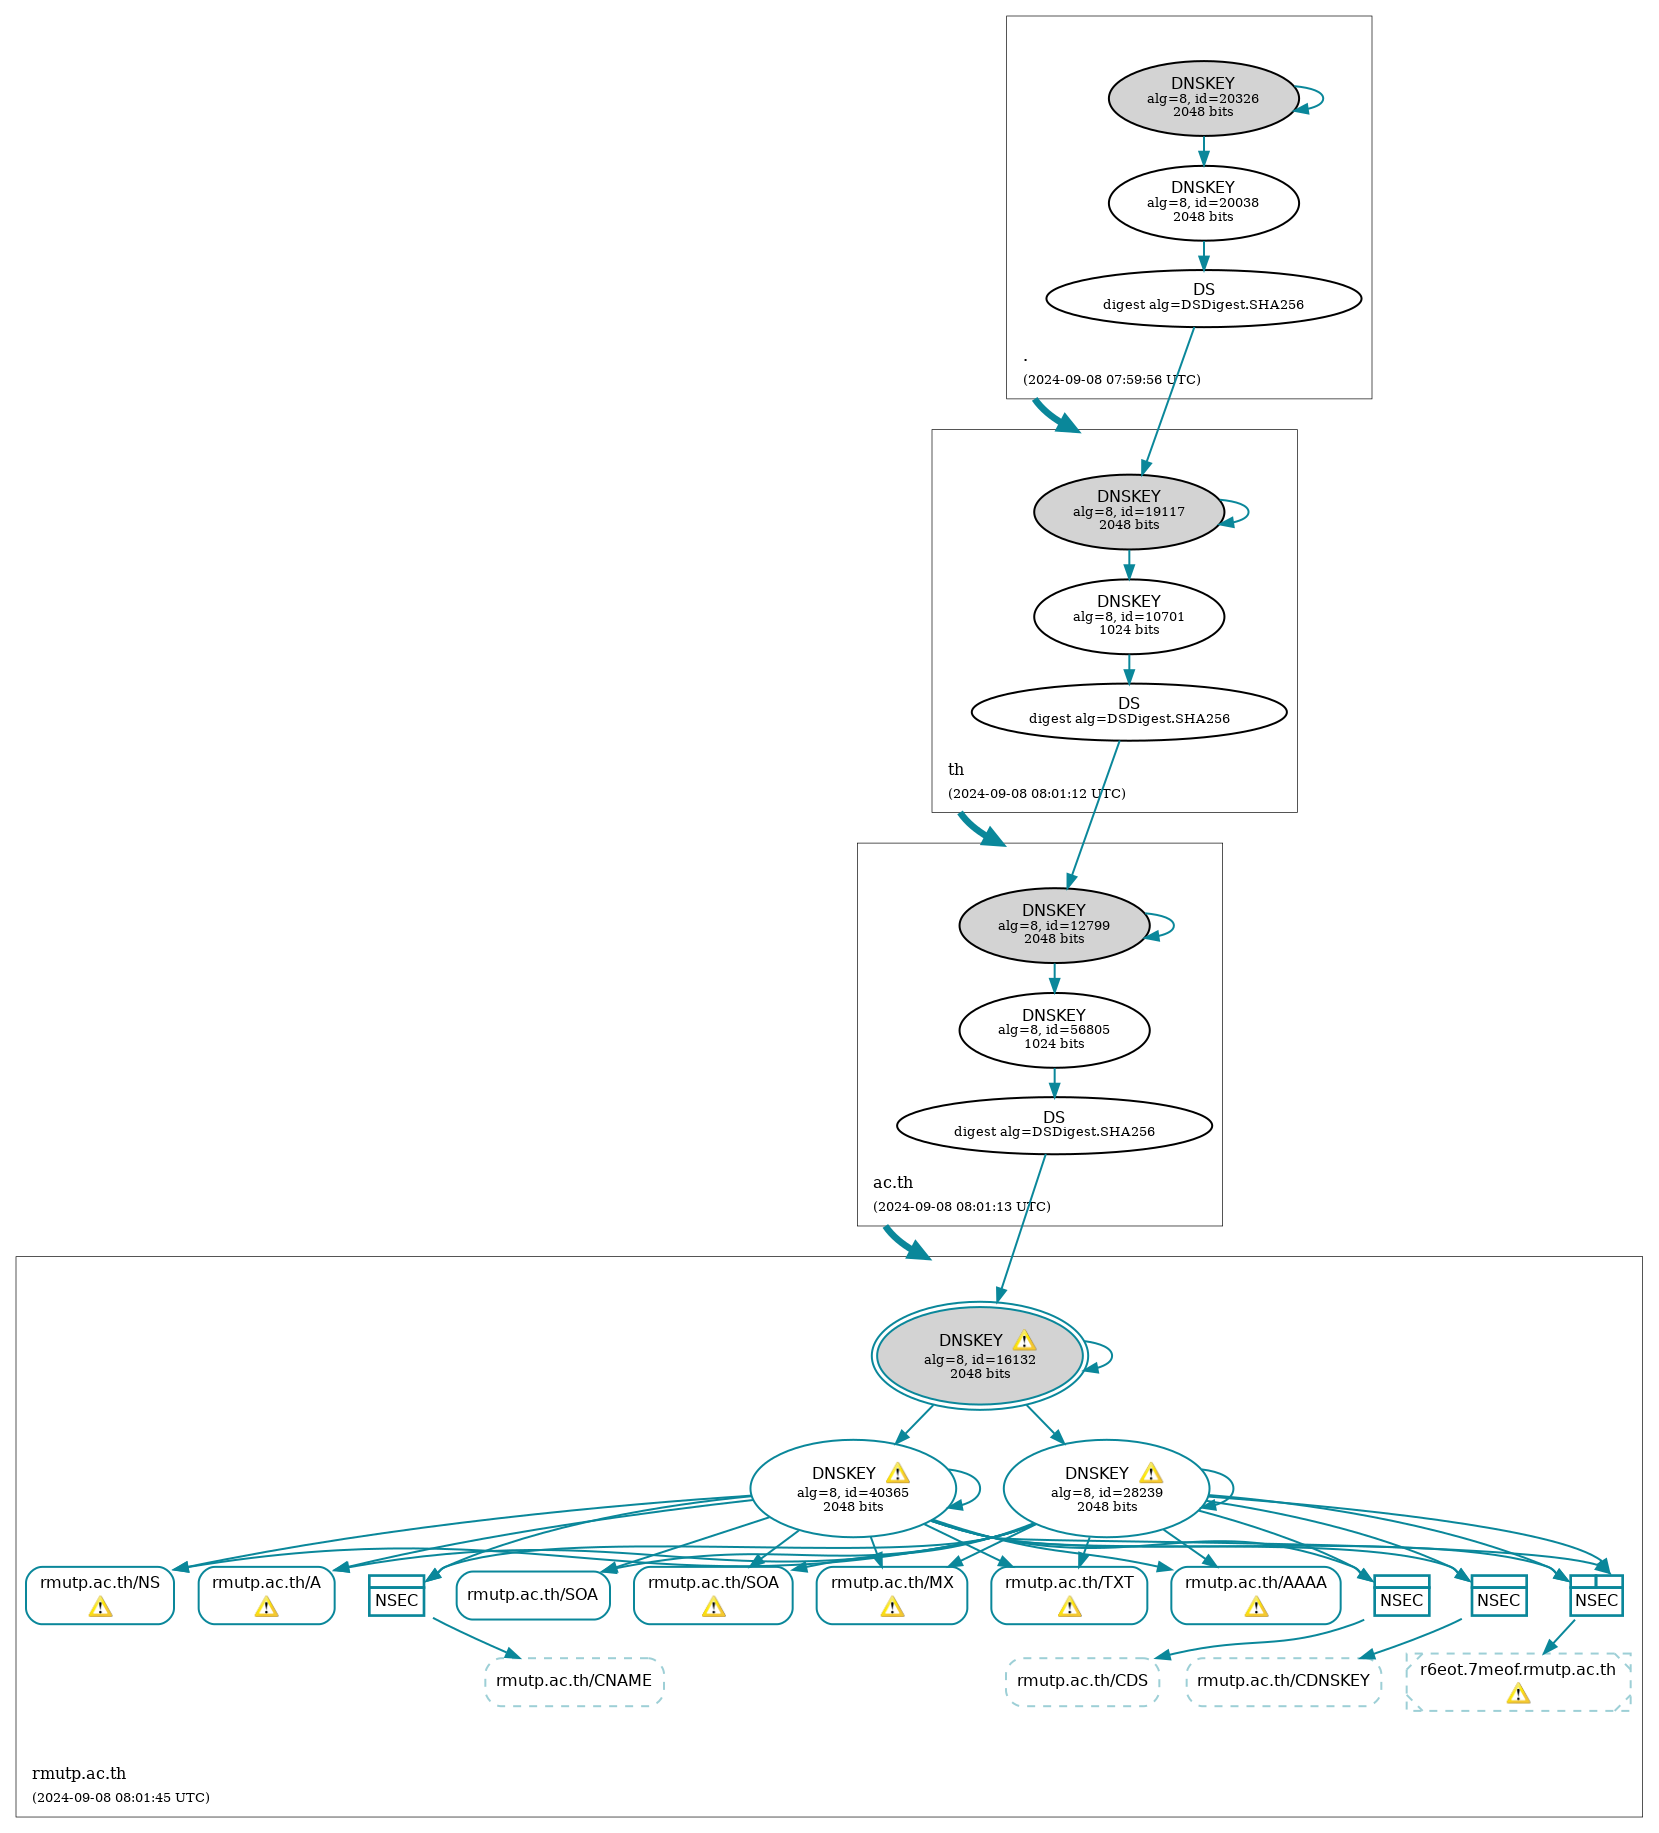 DNSKEY
alg=8, id=20326
2048 bits
DNSKEY
alg=8, id=20038
2048 bits
DS
digest alg=DSDigest.SHA256
.
(2024-09-08 07:59:56 UTC)
DNSKEY
alg=8, id=19117
2048 bits
DNSKEY
alg=8, id=10701
1024 bits
DS
digest alg=DSDigest.SHA256
th
(2024-09-08 08:01:12 UTC)
DNSKEY
alg=8, id=12799
2048 bits
DNSKEY
alg=8, id=56805
1024 bits
DS
digest alg=DSDigest.SHA256
ac.th
(2024-09-08 08:01:13 UTC)
DNSKEY
alg=8, id=16132
2048 bits
DNSKEY
alg=8, id=40365
2048 bits
DNSKEY
alg=8, id=28239
2048 bits
rmutp.ac.th/NS
rmutp.ac.th/A
NSEC
rmutp.ac.th/SOA
rmutp.ac.th/SOA
rmutp.ac.th/MX
rmutp.ac.th/TXT
rmutp.ac.th/AAAA
NSEC
NSEC
NSEC
rmutp.ac.th/CNAME
rmutp.ac.th/CDS
rmutp.ac.th/CDNSKEY
r6eot.7meof.rmutp.ac.th
rmutp.ac.th
(2024-09-08 08:01:45 UTC)